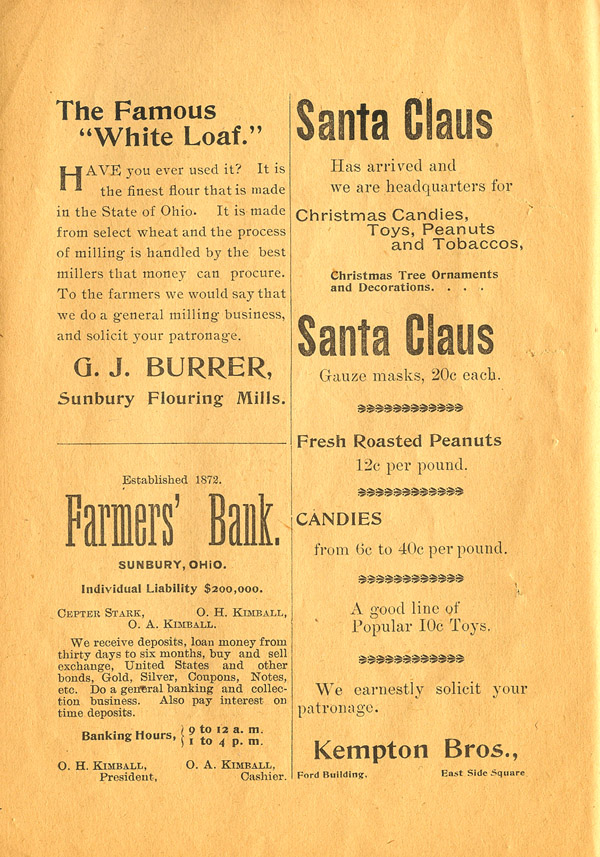 The Famous
"White Loaf."
HAVE you ever used it? It is
the finest flour that is made
in the State of Ohio. It is made
from select wheat and the process
of milling is handled by the best
millers that money can procure.
To the farmers we would say that
we do a general milling business,
and solicit your patronage.
G. J. BURRER,
Sunbury Flouring Mills.
Established 1872.
Farmers' Bank.
SUNBURY, OHIO.
Individual Liability $200,000.
CEPTER STARK, O. H. KIMBALL,
O. A. KIMBALL.
We receive deposits, loan money from
thirty days to six months, buy and sell
exchange, United States and other
bonds, Gold, Silver, Coupons, Notes,
etc. Do a general banking and collec-
tion business. Also pay interest on
time deposits.
Banking Hours, { 9 to 12 a. m.
1 to 4 p. m.
O. H. KIMBALL, O. A. KIMBALL,
President, Cashier.
Santa Claus
Has arrived and
we are headquarters for
Christmas Candies,
Toys, Peanuts
and Tobaccos,
Christmas Tree Ornaments
and Decorations. . . .
Santa Claus
Gauze masks, 20c each.
Fresh Roasted Peanuts
12c per pound.
CANDIES
from 6c to 40c per pound.
A good line of
Popular 10c Toys.
We earnestly solicit your
patronage.
Kempton Bros.,
Ford Building. East Side Square